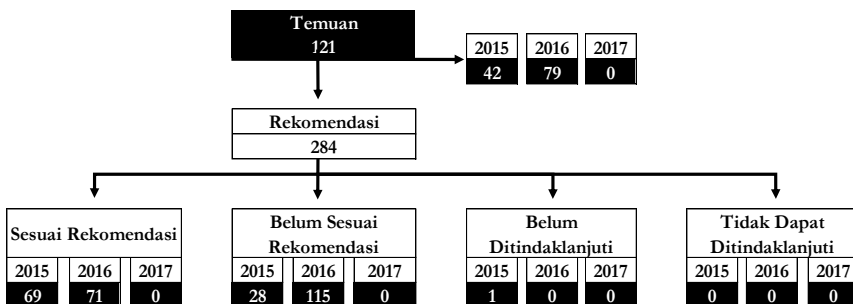 Temuan
121
2015 2016 2017
42 79 0
Rekomendasi
284
Sesuai Rekomendasi
2015 2016 2017
69 71 0
Belum Sesuai
Rekomendasi
2015 2016 2017
28 115 0
Belum
Ditindaklanjuti
2015 2016 2017
1 0 0
Tidak Dapat
Ditindaklanjuti
2015 2016 2017
0 0 0